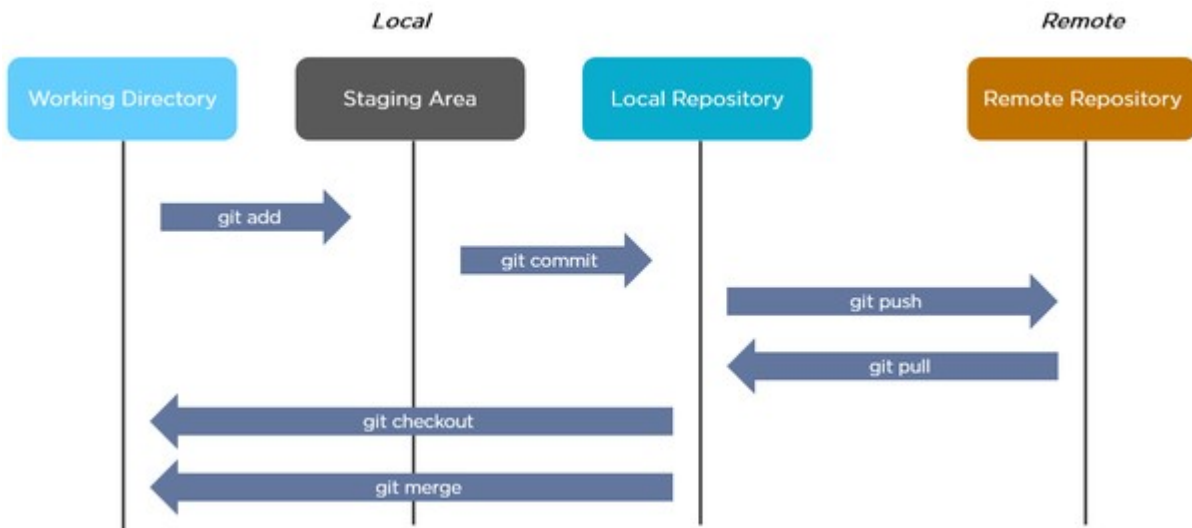 Local
Remote
Working Directory
Staging Area
Local Repository
Remote Repository
git add
git commit
git push
git pull
git checkout
git merge